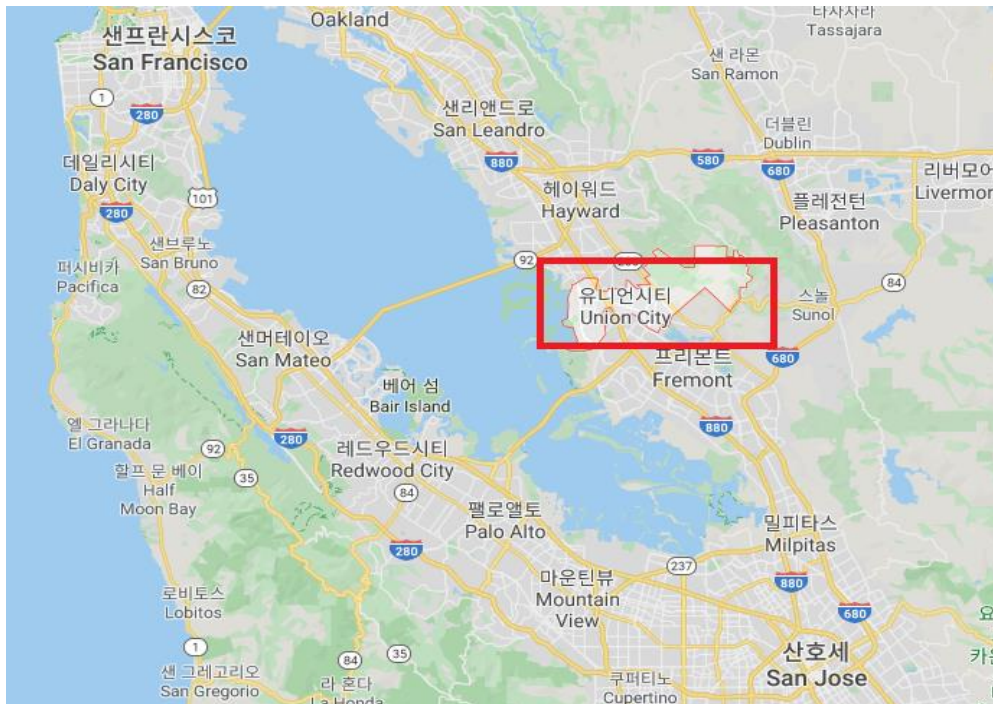 Oakland
타사자라
Tassajara
샌프란시스코
San Francisco
샌 라몬
San Ramon
1
280
샌리앤드로
San Leandro
더블린
Dublin
880
580
680
데일리시티
Daly City
헤이워드
Hayward
리버모어
Livermor
101
280
플레전턴
Pleasanton
샌브루노
San Bruno
92
퍼시비카
Pacifica
82
84
유니언시티
Union City
스놀
Sunol
샌머테이오
San Mateo
프리몬트
Fremont
680
베어 섬
Bair Island
엘 그라나다
El Granada
880
280
92
레드우드시티
Redwood City
할프 문 베이
Half
Moon Bay
35
84
팰로앨토
Palo Alto
밀피타스
Milpitas
280
237
마운틴뷰
Mountain
View
880
로비토스
Lobitos
680
요
1
산호세
San Jose
카운
84
35
샌 그레고리오
San Gregorio
라 혼다
La Honda
쿠퍼티노
Cupertino